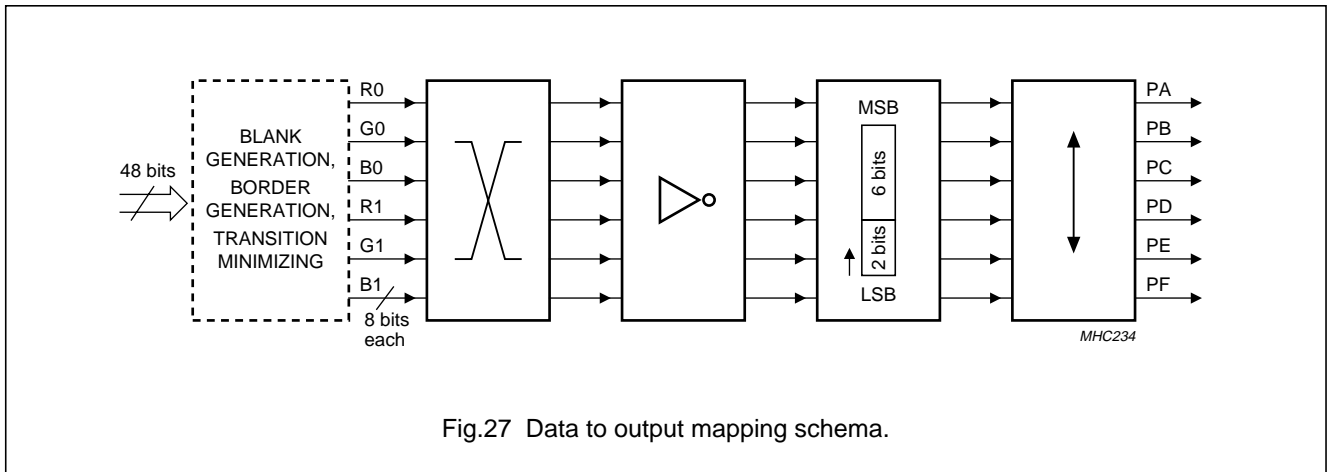 48 bits
BLANK
GENERATION,
BORDER
GENERATION,
TRANSITION
MINIMIZING
R0
G0
B0
R1
G1
B1
8 bits
each
MSB
6 bits
2 bits
LSB
PA
PB
PC
PD
PE
PF
MHC234
Fig.27 Data to output mapping schema.